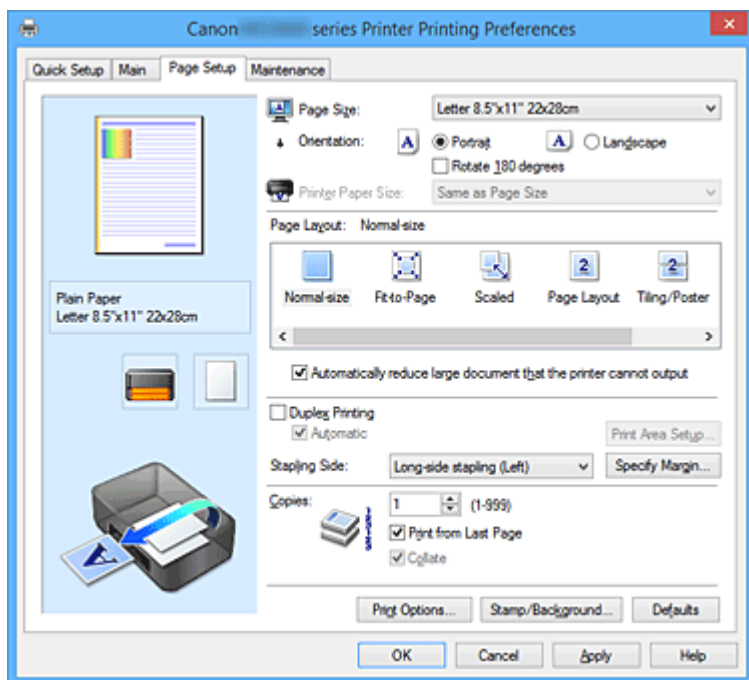 Canon series Printer Printing Preferences
Quick Setup Main Page Setup Maintenance
Page Size: Letter 8.5"x11" 22x28cm
Orientation: A Portrait A Landscape
Rotate 180 degrees
Printer Paper Size: Same as Page Size
Page Layout: Normal-size
2 2
Normal-size Fit-to-Page Scaled Page Layout Tiling/Poster
Plain Paper
Letter 8.5"x11" 22x28cm
Automatically reduce large document that the printer cannot output
Duplex Printing
Automatic
Print Area Setup...
Stapling Side: Long-side stapling (Left) Specify Margin...
Copies: 1 (1-999)
Print from Last Page
Collate
A
Print Options... Stamp/Background... Defaults
OK Cancel Apply Help